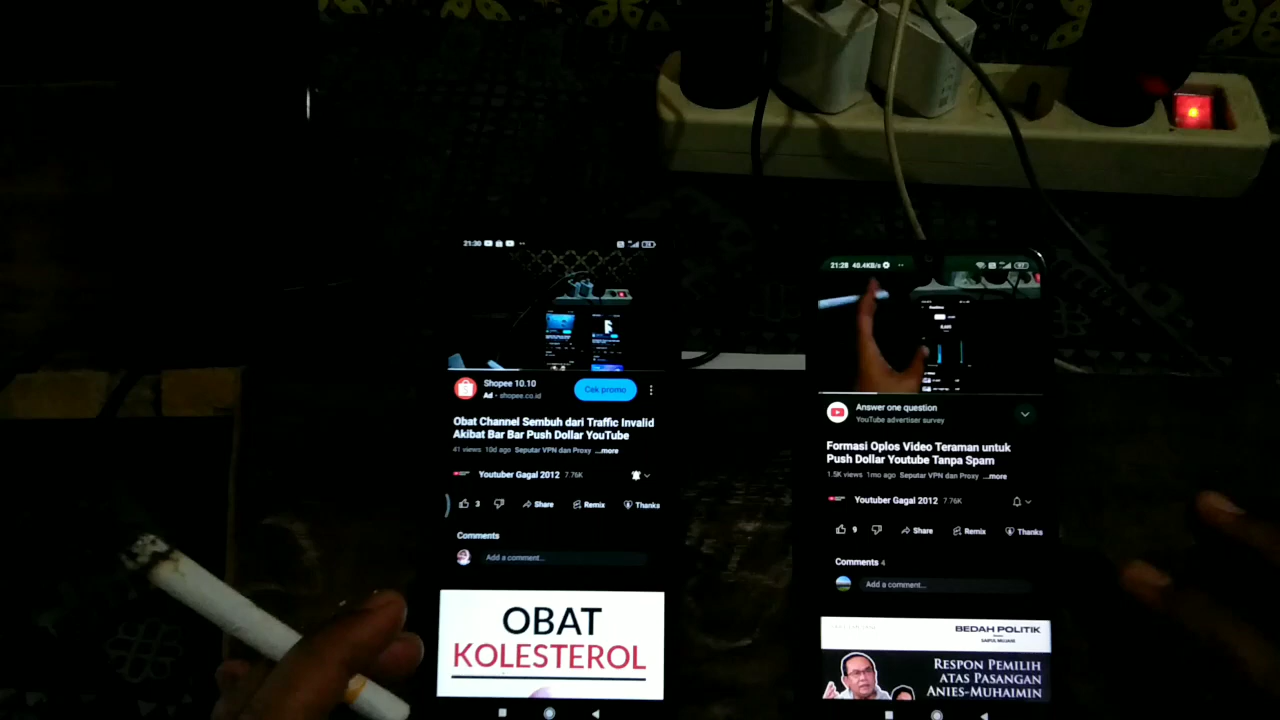 21:30
Shopee 10.10
Ad • shopee.co.id
Cek promo
Obat Channel Sembuh dari Traffic Invalid
Akibat Bar Bar Push Dollar YouTube
41 views 10d ago Seputar VPN dan Proxy ...more
Youtuber Gagal 2012 7.76K
3 Share Remix Thanks
Comments
Add a comment...
OBAT
KOLESTEROL
21:28 40.4KB/s
Answer one question
YouTube advertiser survey
Formasi Oplos Video Teraman untuk
Push Dollar Youtube Tanpa Spam
1.5K views 1mo ago Seputar VPN dan Proxy ...more
Youtuber Gagal 2012 7.76K
9 Share Remix Thanks
Comments 4
Add a comment...
BEDAH POLITIK
SAIFUL MUJANI
RESPON PEMILIH
ATAS PASANGAN
ANIES-MUHAIMIN